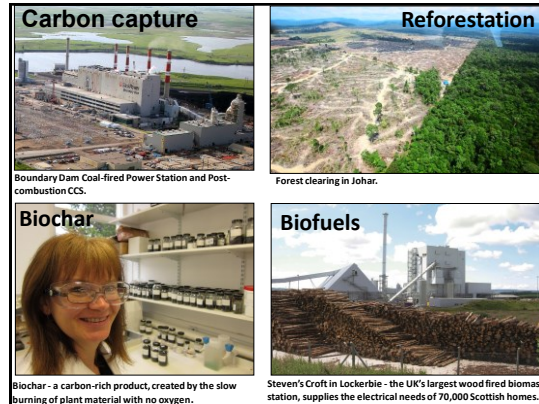 Carbon capture
Boundary Dam Coal-fired Power Station and Post-
combustion CCS.
Reforestation
Forest clearing in Johar.
Biochar
Biochar - a carbon-rich product, created by the slow
burning of plant material with no oxygen.
Biofuels
Steven's Croft in Lockerbie - the UK's largest wood fired biomas
station, supplies the electrical needs of 70,000 Scottish homes.